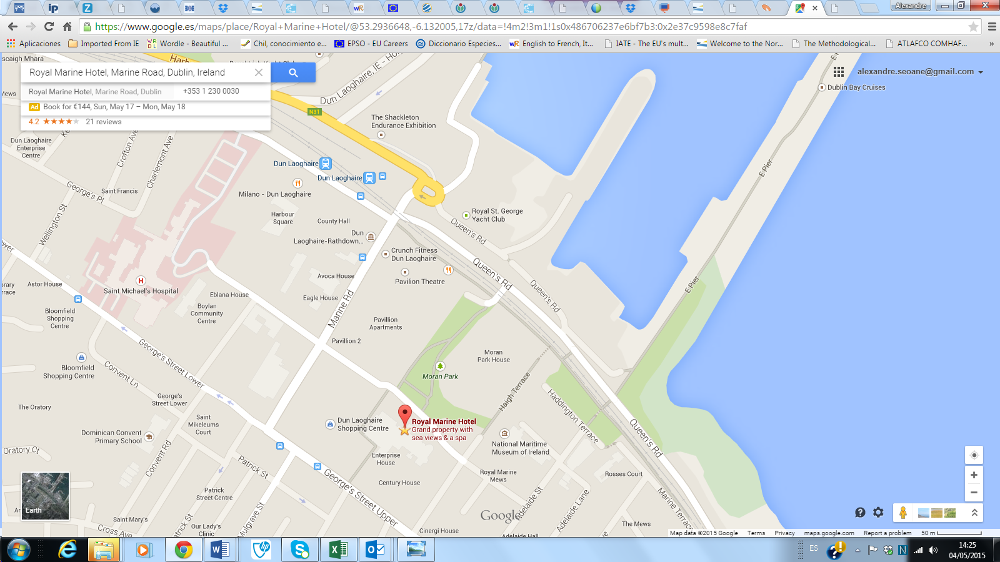 Alexandre
https://www.google.es/maps/place/Royal+Marine+Hotel/@53.2936648,-6.132005,17z/data=!4m2!3m1!1s0x486706237e6bf7b3:0x2e37c9598e8c7faf
Aplicaciones
Imported From IE
Wordle - Beautiful ...
Chil, conocimiento e...
EPSO - EU Careers
Diccionario Especies...
English to French, It...
IATE - The EU's mult...
Welcome to the Nor...
The Methodological...
ATLAFCO COMHAF...
»
Royal Marine Hotel, Marine Road, Dublin, Ireland
Royal Marine Hotel, Marine Road, Dublin
+353 1 230 0030
Ad Book for €144, Sun, May 17 – Mon, May 18
4.2 21 reviews
alexandre.seoane@gmail.com
Dublin Bay Cruises
scaigh Mhara
Mews
Dun Laoghaire, IE - Ho
N31
The Shackleton
Endurance Exhibition
Dun Laoghaire
Enterprise
Centre
Crofton Ave
Charlemont Ave
Dun Laoghaire
Dun Laoghaire
E Pier
George's Pl
Saint Francis
Milano - Dun Laoghaire
Wellington St
Harbour
Square
County Hall
Royal St. George
Yacht Club
Queen's Rd
Dun
Laoghaire-Rathdown...
Crunch Fitness
Dun Laoghaire
Queen's Rd
Avoca House
Pavilion Theatre
Queen's Rd
E Pier
Astor House
Saint Michael's Hospital
Eblana House
Eagle House
Marine Rd
Bloomfield
Shopping
Centre
Boylan
Community
Centre
Pavilion
Apartments
Pavillion 2
Moran
Park House
George's Street Lower
Bloomfield
Shopping Centre
Convent Ln
Moran Park
Haigh Terrace
Haddington Terrace
George's
Street Lower
The Oratory
Saint
Mikeleums
Court
Dun Laoghaire
Shopping Centre
Royal Marine Hotel
Grand property with
sea views & a spa
Queen's Rd
Dominican Convent
Primary School
National Maritime
Museum of Ireland
Oratory Ct
Convent Rd
Patrick St
Enterprise
House
George's Street Upper
Royal Marine
Mews
Rosses Court
Century House
Patrick
Street Centre
Adelaide St
Adelaide Lane
Marine Terrace
Earth
Saint Mary's
Mulgrave St
Google
Our Lady's
Clinic
Cross Ave
Patrick St
Cinergi House
Adelaide Hall
The Mews
Map data ©2015 Google
Terms
Privacy
maps.google.com
Report a problem
50 m
ES
14:25
04/05/2015